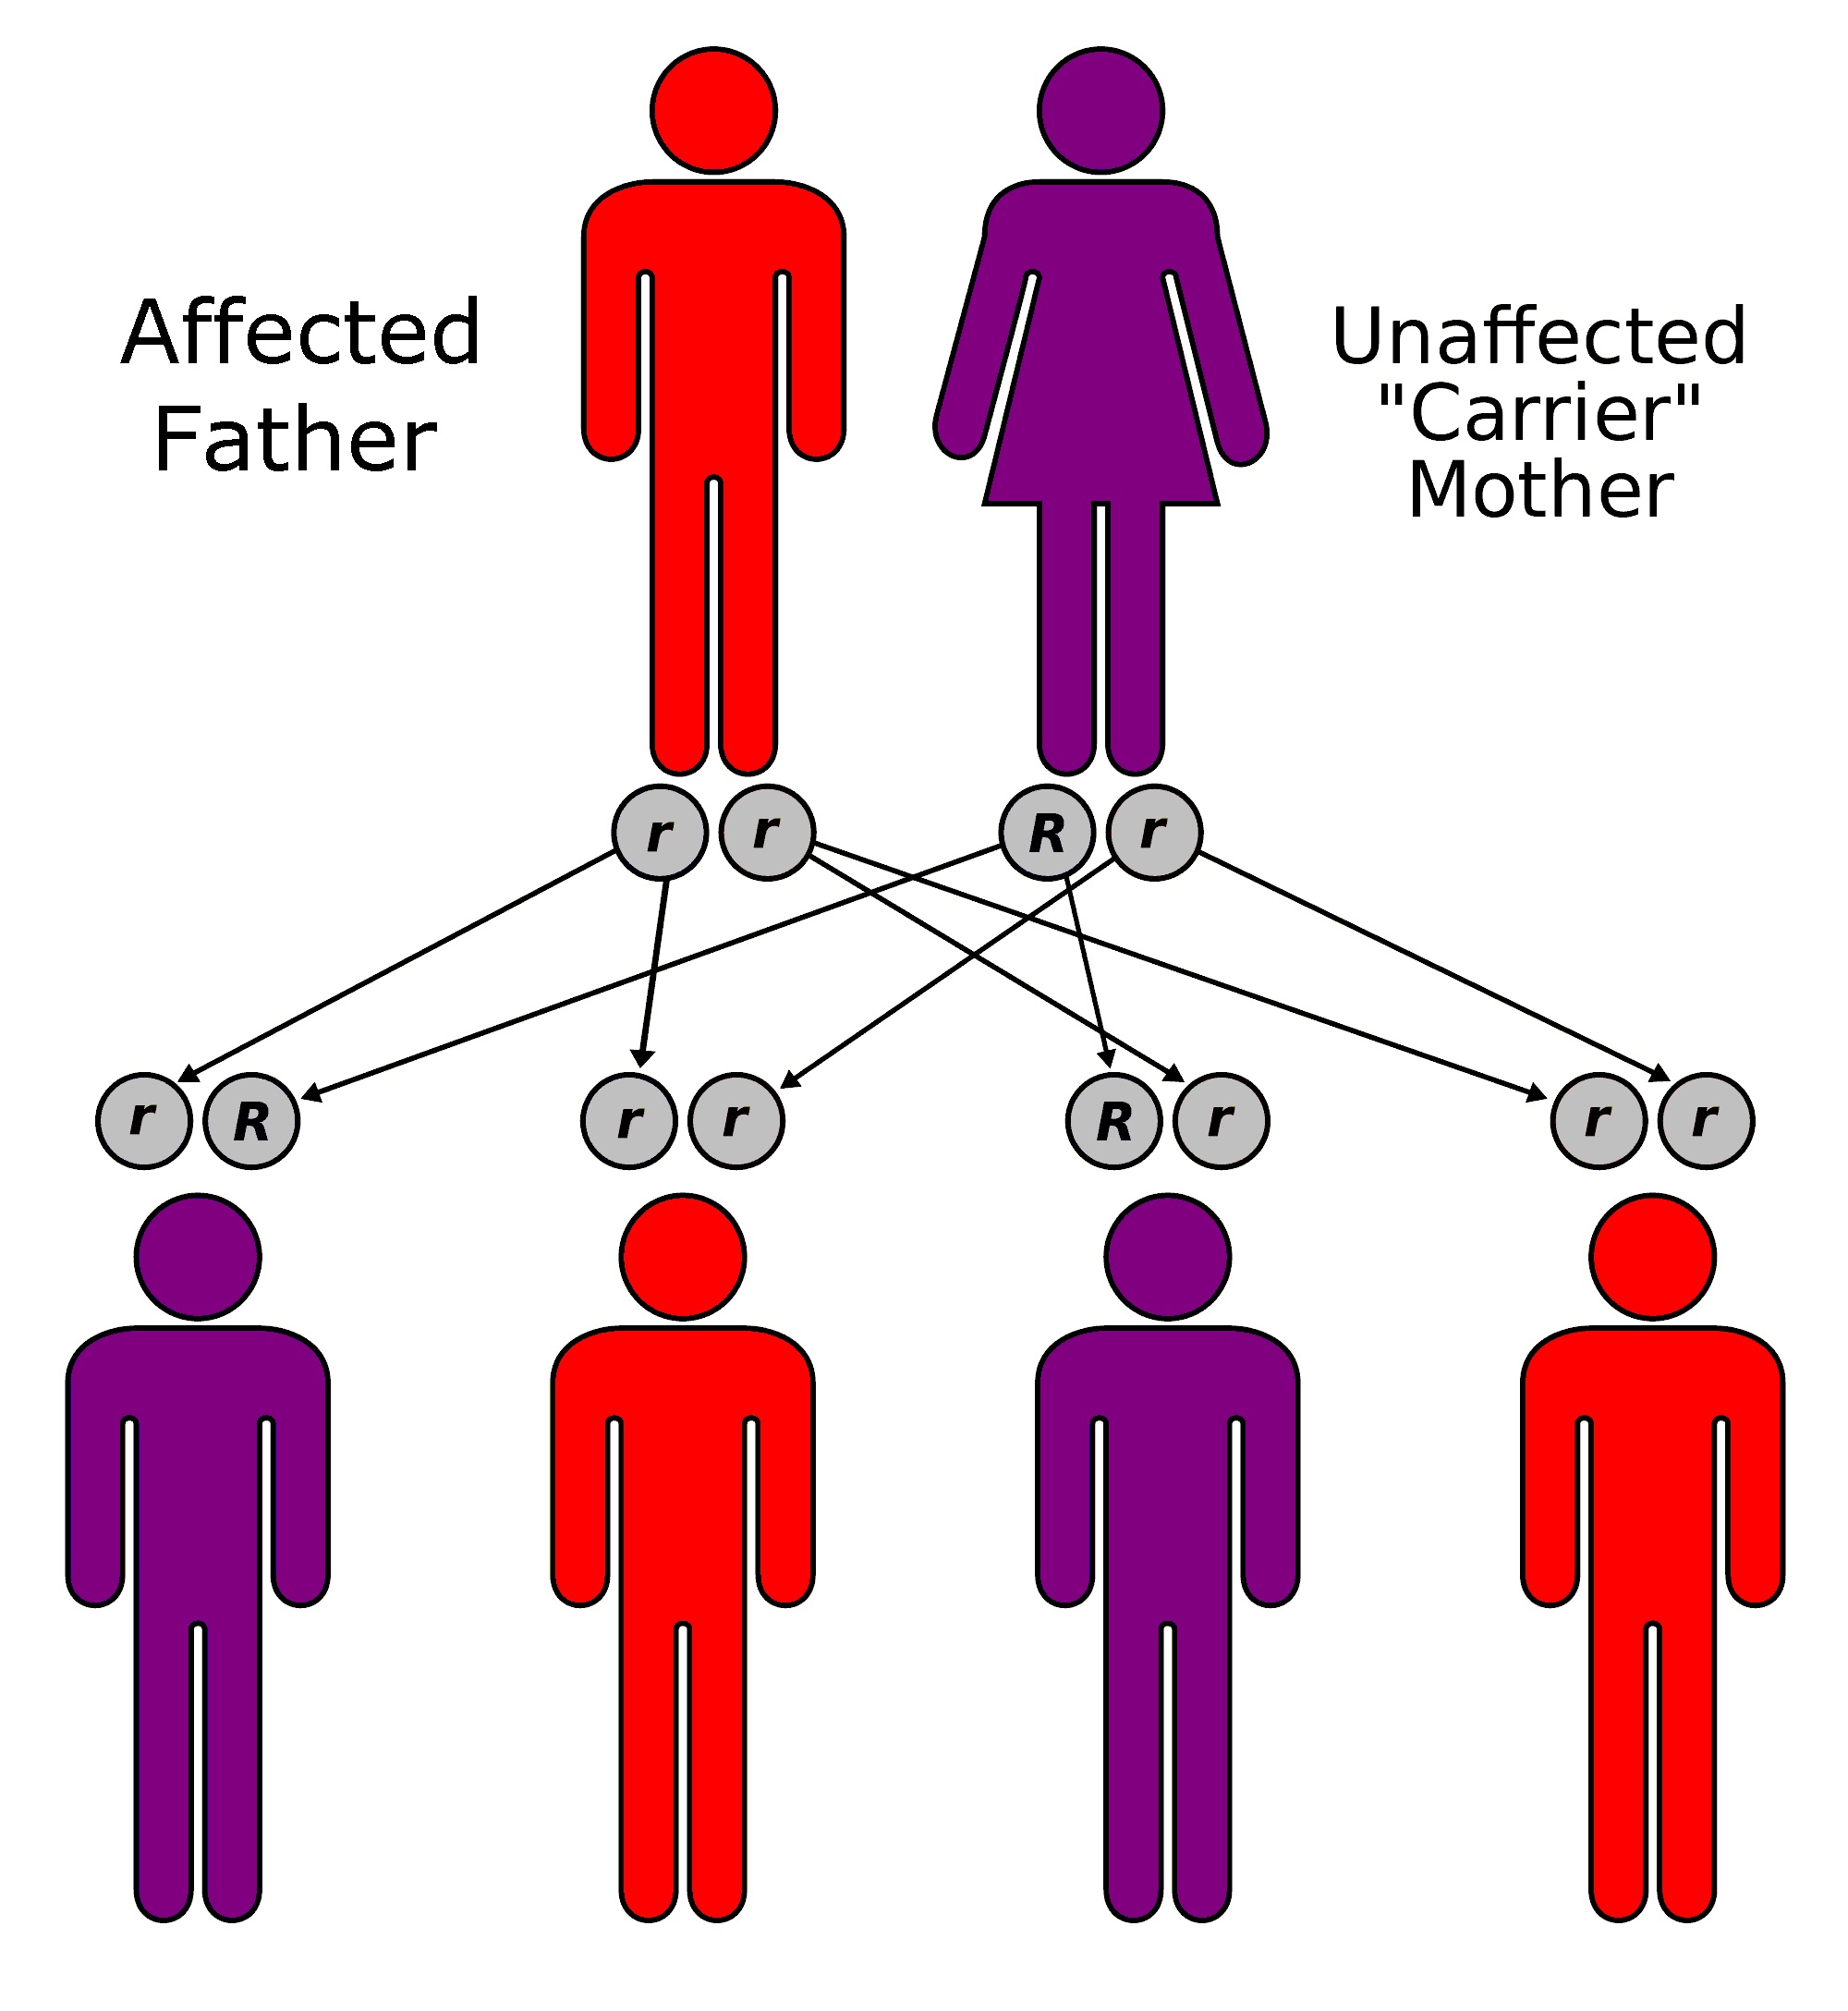 Affected
Father
Unaffected
"Carrier"
Mother
r r R r
r R r r R r r r